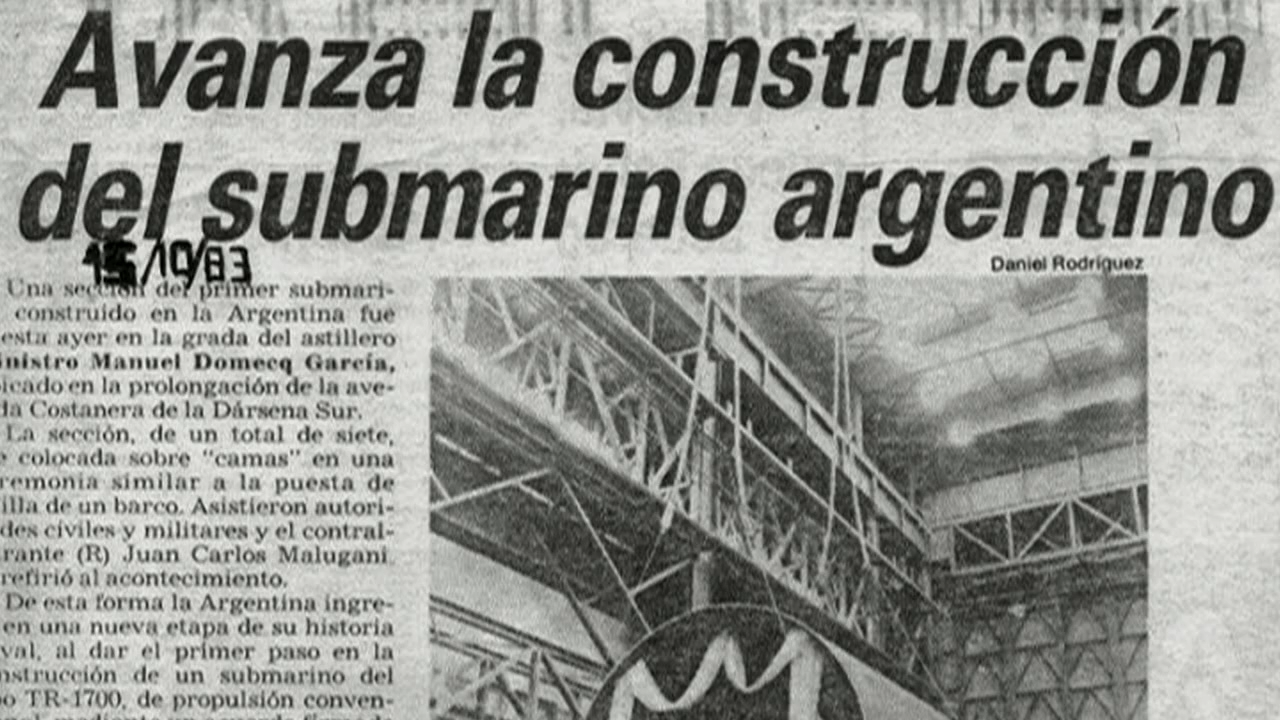 Avanza la construcción
del submarino argentino
15/10/83
Daniel Rodríguez
Una sección del primer submari-
construido en la Argentina fue
esta ayer en la grada del astillero
inistro Manuel Domecq García,
icado en la prolongación de la ave-
da Costanera de la Dársena Sur.
La sección, de un total de siete,
e colocada sobre "camas" en una
remonia similar a la puesta de
illa de un barco. Asistieron autori-
des civiles y militares y el contral-
rante (R) Juan Carlos Malugani
refirió al acontecimiento.
De esta forma la Argentina ingre-
en una nueva etapa de su historia
val, al dar el primer paso en la
nstrucción de un submarino del
o TR-1700, de propulsión conven-